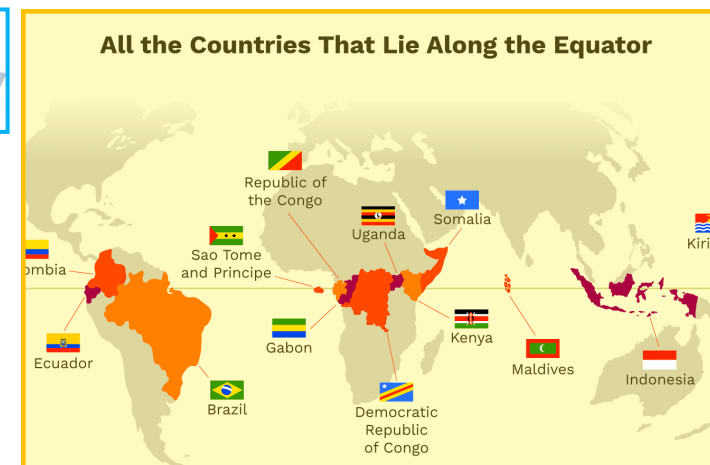 All the Countries That Lie Along the Equator
Republic of
the Congo
Somalia
Uganda
Kiri
Sao Tome
and Principe
ombia
Kenya
Gabon
Ecuador
Maldives
Indonesia
Brazil
Democratic
Republic
of Congo